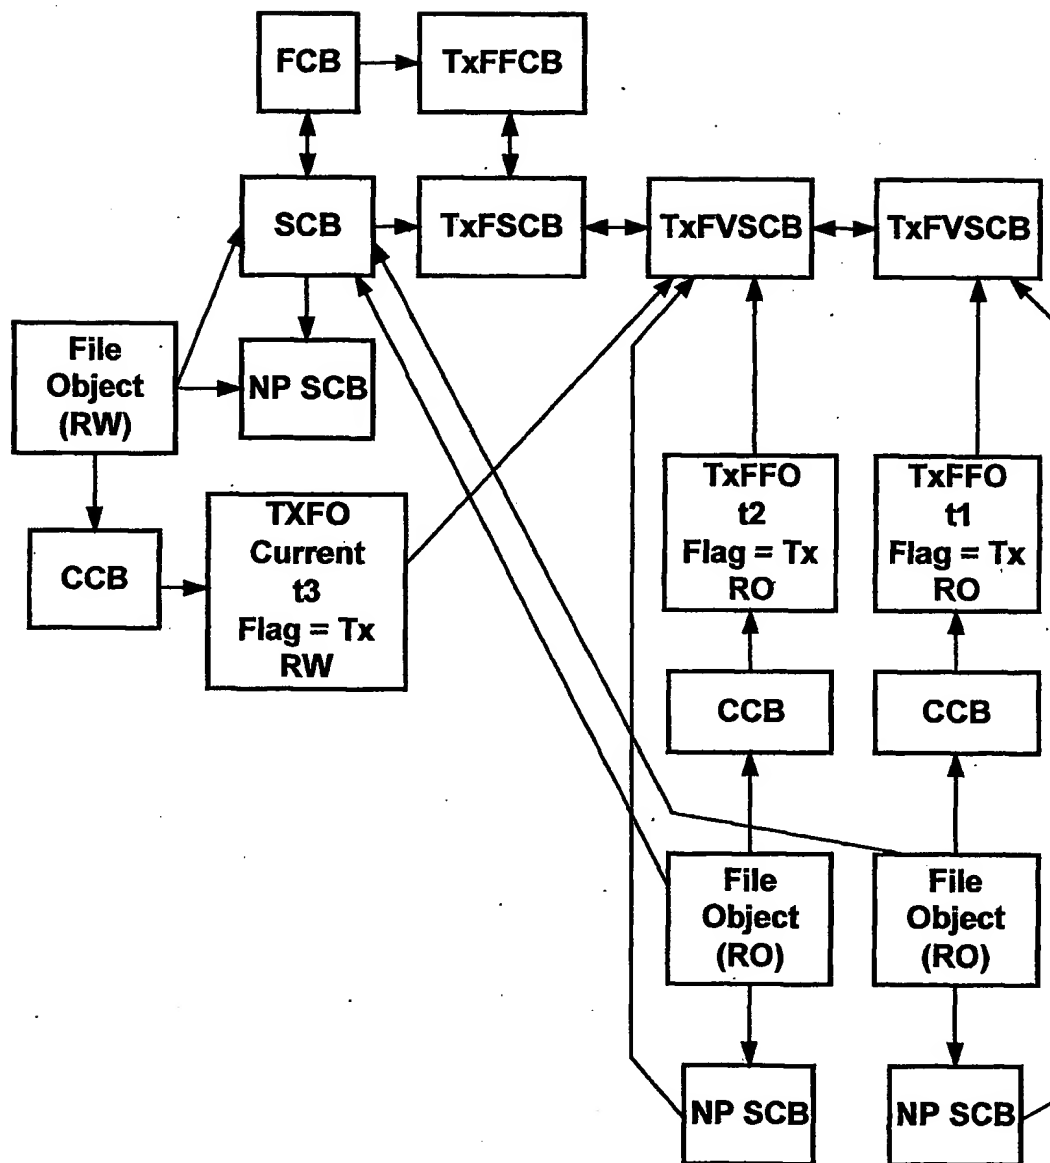 FCB
TxFFCB
SCB
TxFSCB
TxFVSCB
TxFVSCB
File
Object
(RW)
NP SCB
CCB
TXFO
Current
t3
Flag = Tx
RW
TxFFO
t2
Flag = Tx
RO
TxFFO
t1
Flag = Tx
RO
CCB
CCB
File
Object
(RO)
File
Object
(RO)
NP SCB
NP SCB